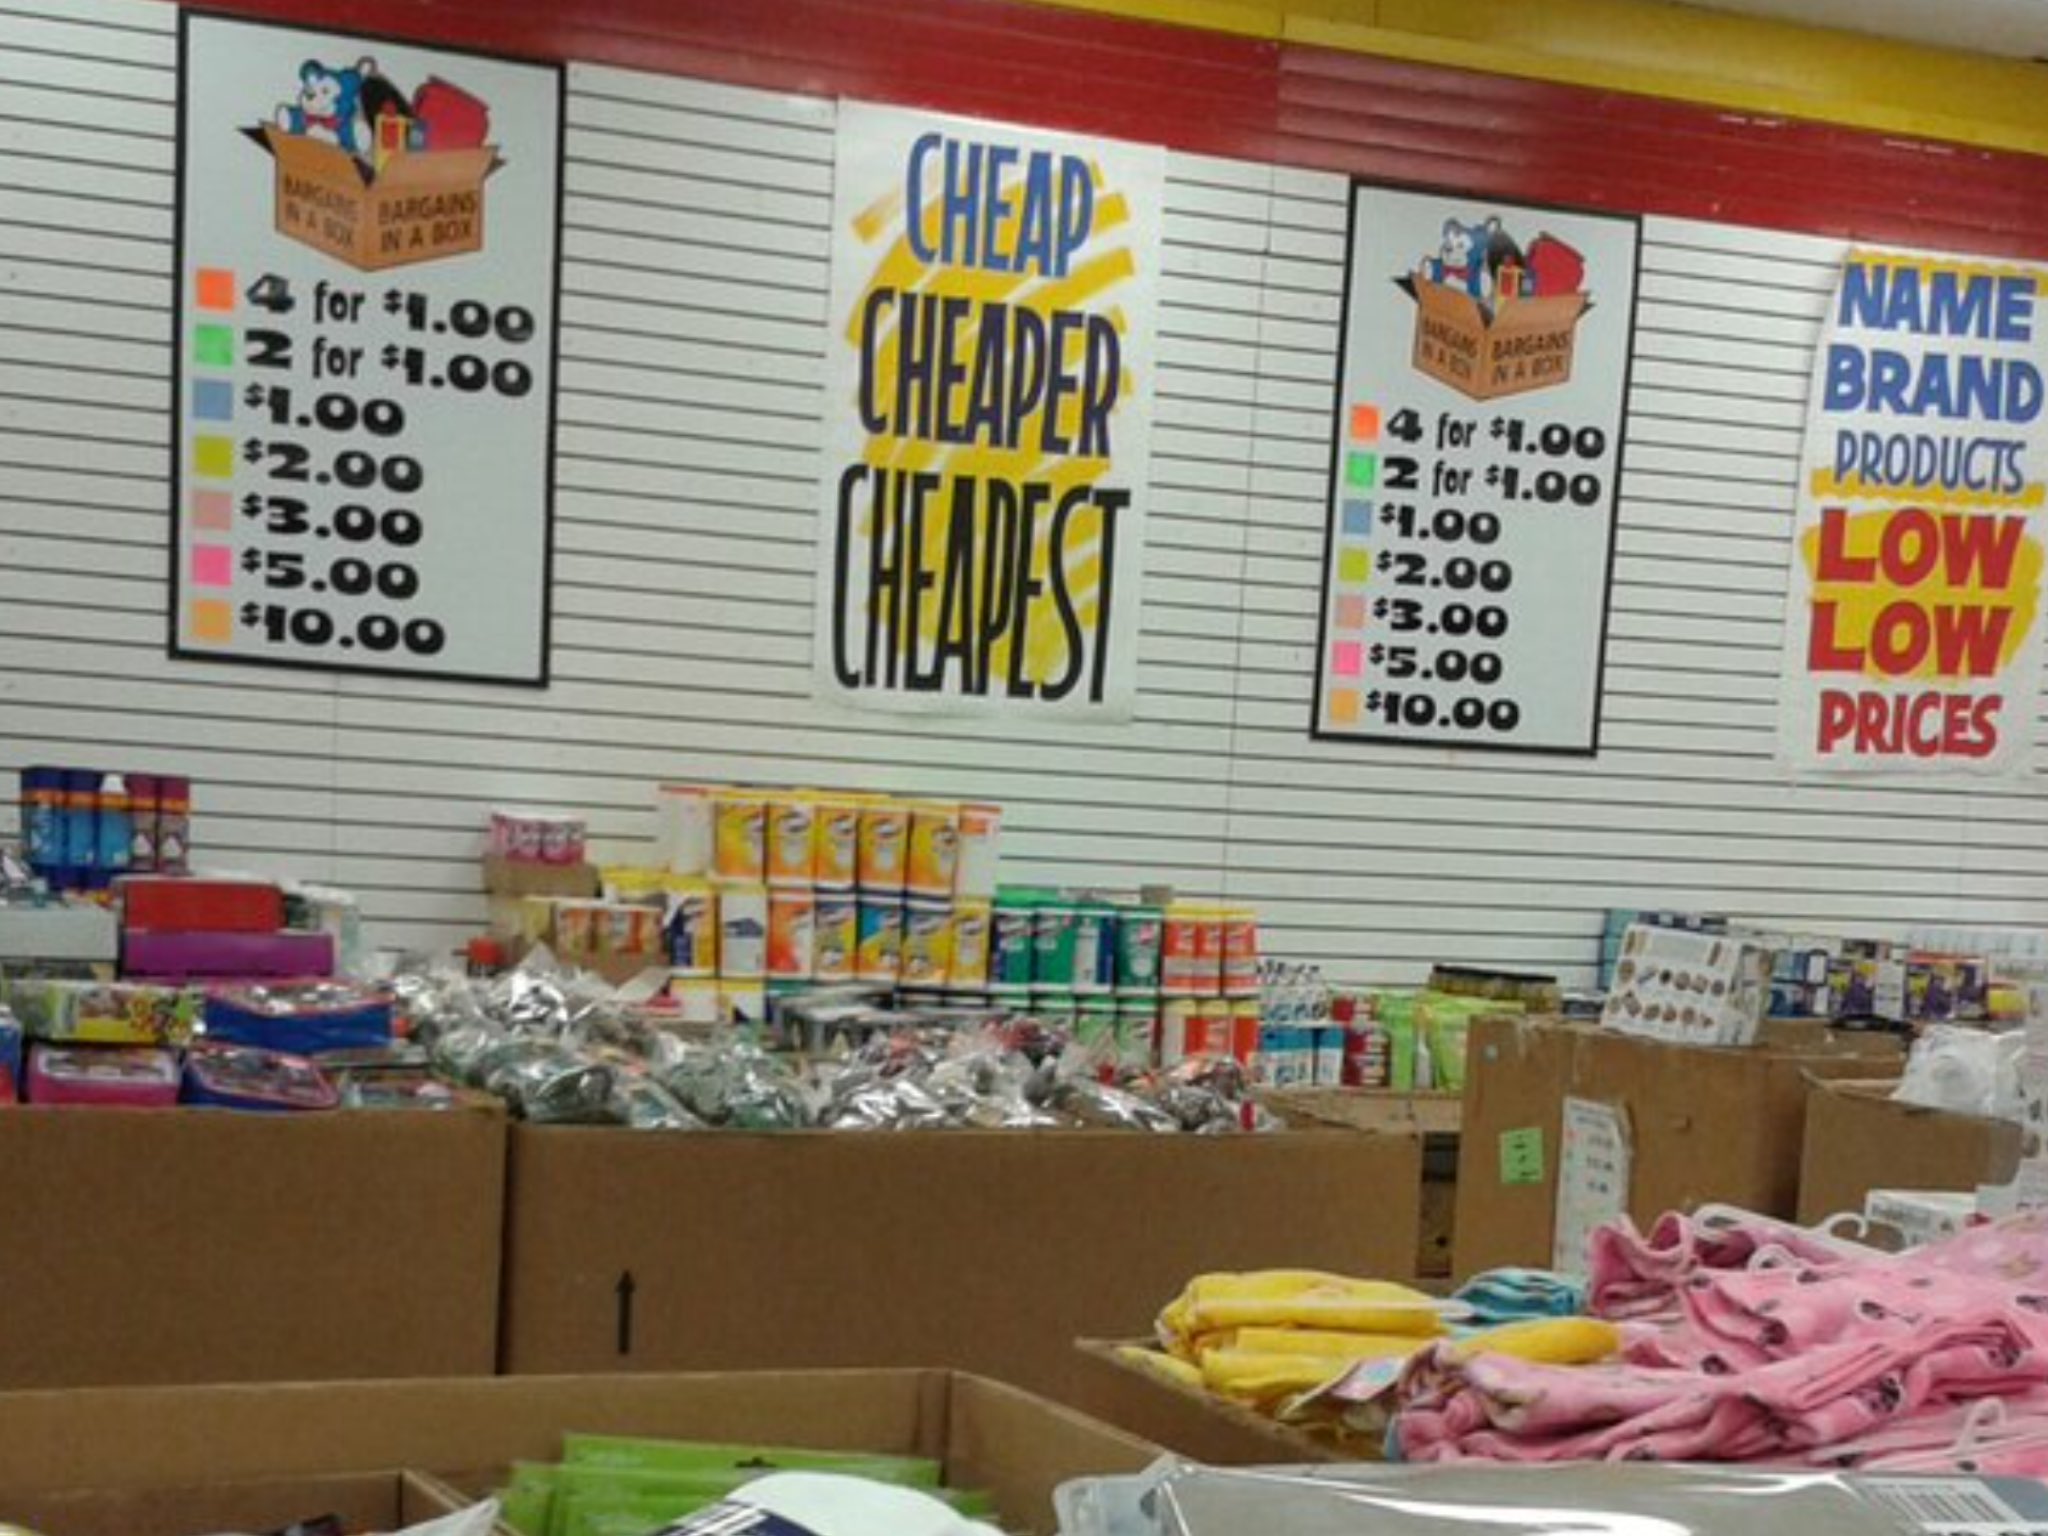 BARGAINS
IN A BOX
BARGAINS
IN A BOX
4 for $1.00
2 for $1.00
$1.00
$2.00
$3.00
$5.00
$10.00
CHEAP
CHEAPER
CHEAPEST
BARGAINS
IN A BOX
BARGAINS
IN A BOX
4 for $1.00
2 for $1.00
$1.00
$2.00
$3.00
$5.00
$10.00
NAME
BRAND
PRODUCTS
LOW
LOW
PRICES